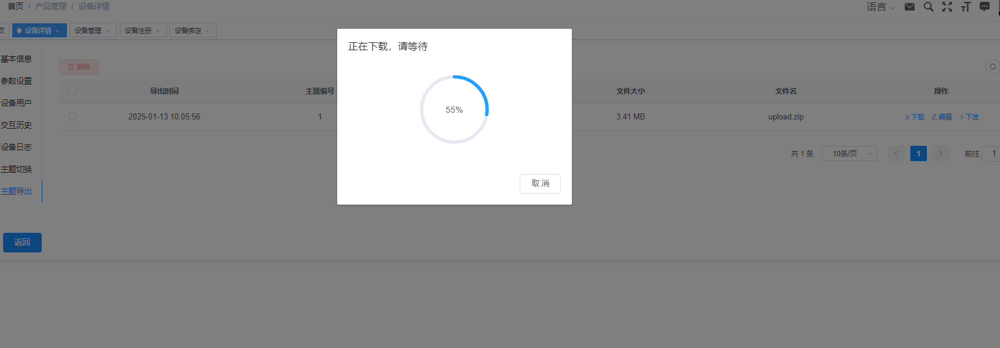 首页 / 产品管理 / 设备详情
语言
页
设备详情 ×
设备管理 ×
设备注册 ×
设备绑定 ×
正在下载，请等待
55%
取消
基本信息
参数设置
设备用户
交互历史
设备日志
主题切换
主题导出
返回
删除
导出时间 主题编号 文件大小 文件名 操作
2025-01-13 10:05:56 1 3.41 MB upload.zip 下载 编辑 下发
共 1 条 10条/页 1 前往 1